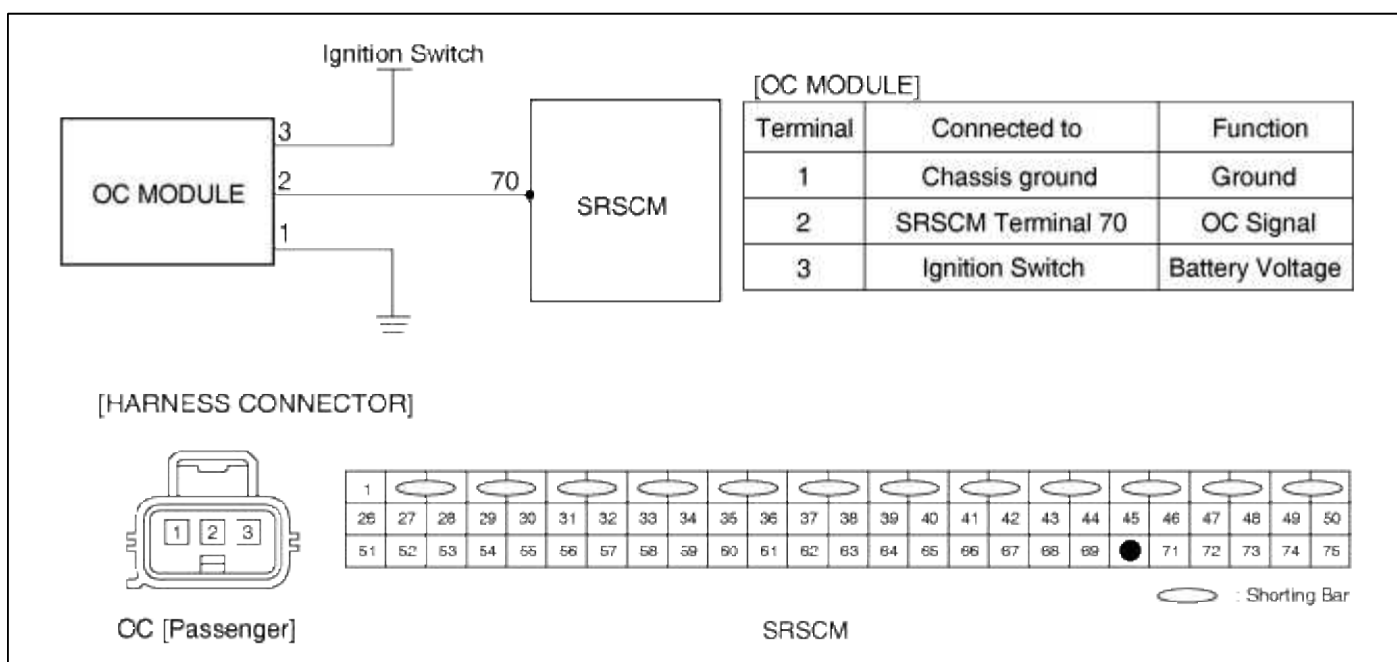 Ignition Switch
3
OC MODULE
2
70
SRSCM
1
[OC MODULE]
Terminal Connected to Function
1 Chassis ground Ground
2 SRSCM Terminal 70 OC Signal
3 Ignition Switch Battery Voltage
[HARNESS CONNECTOR]
1 2 3
OC [Passenger]
1
26 27 28 29 30 31 32 33 34 35 36 37 38 39 40 41 42 43 44 45 46 47 48 49 50
51 52 53 54 55 56 57 58 59 60 61 62 63 64 65 66 67 68 69 71 72 73 74 75
: Shorting Bar
SRSCM